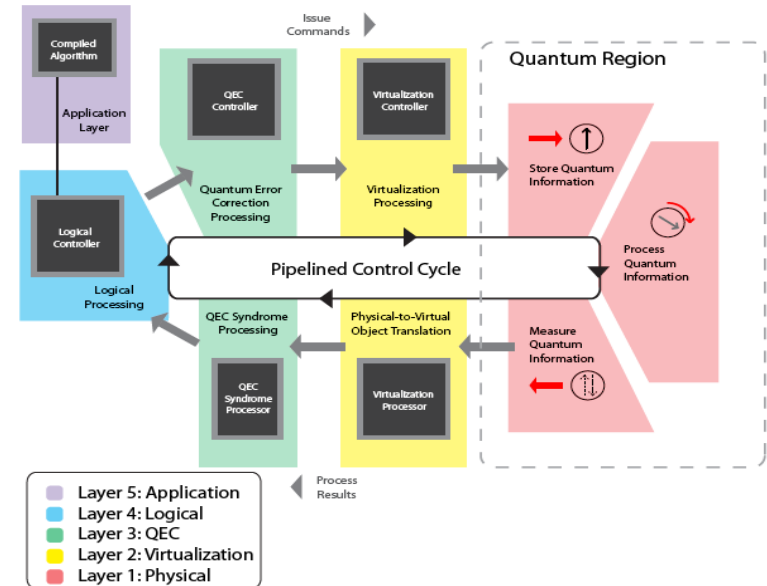 Issue
Commands
Compiled
Algorithm
Application
Layer
QEC
Controller
Virtualization
Controller
Quantum Region
Store Quantum
Information
Quantum Error
Correction
Processing
Virtualization
Processing
Logical
Controller
Process
Quantum
Information
Pipelined Control Cycle
Logical
Processing
QEC Syndrome
Processing
Physical-to-Virtual
Object Translation
Measure
Quantum
Information
QEC
Syndrome
Processor
Virtualization
Processor
Process
Results
Layer 5: Application
Layer 4: Logical
Layer 3: QEC
Layer 2: Virtualization
Layer 1: Physical